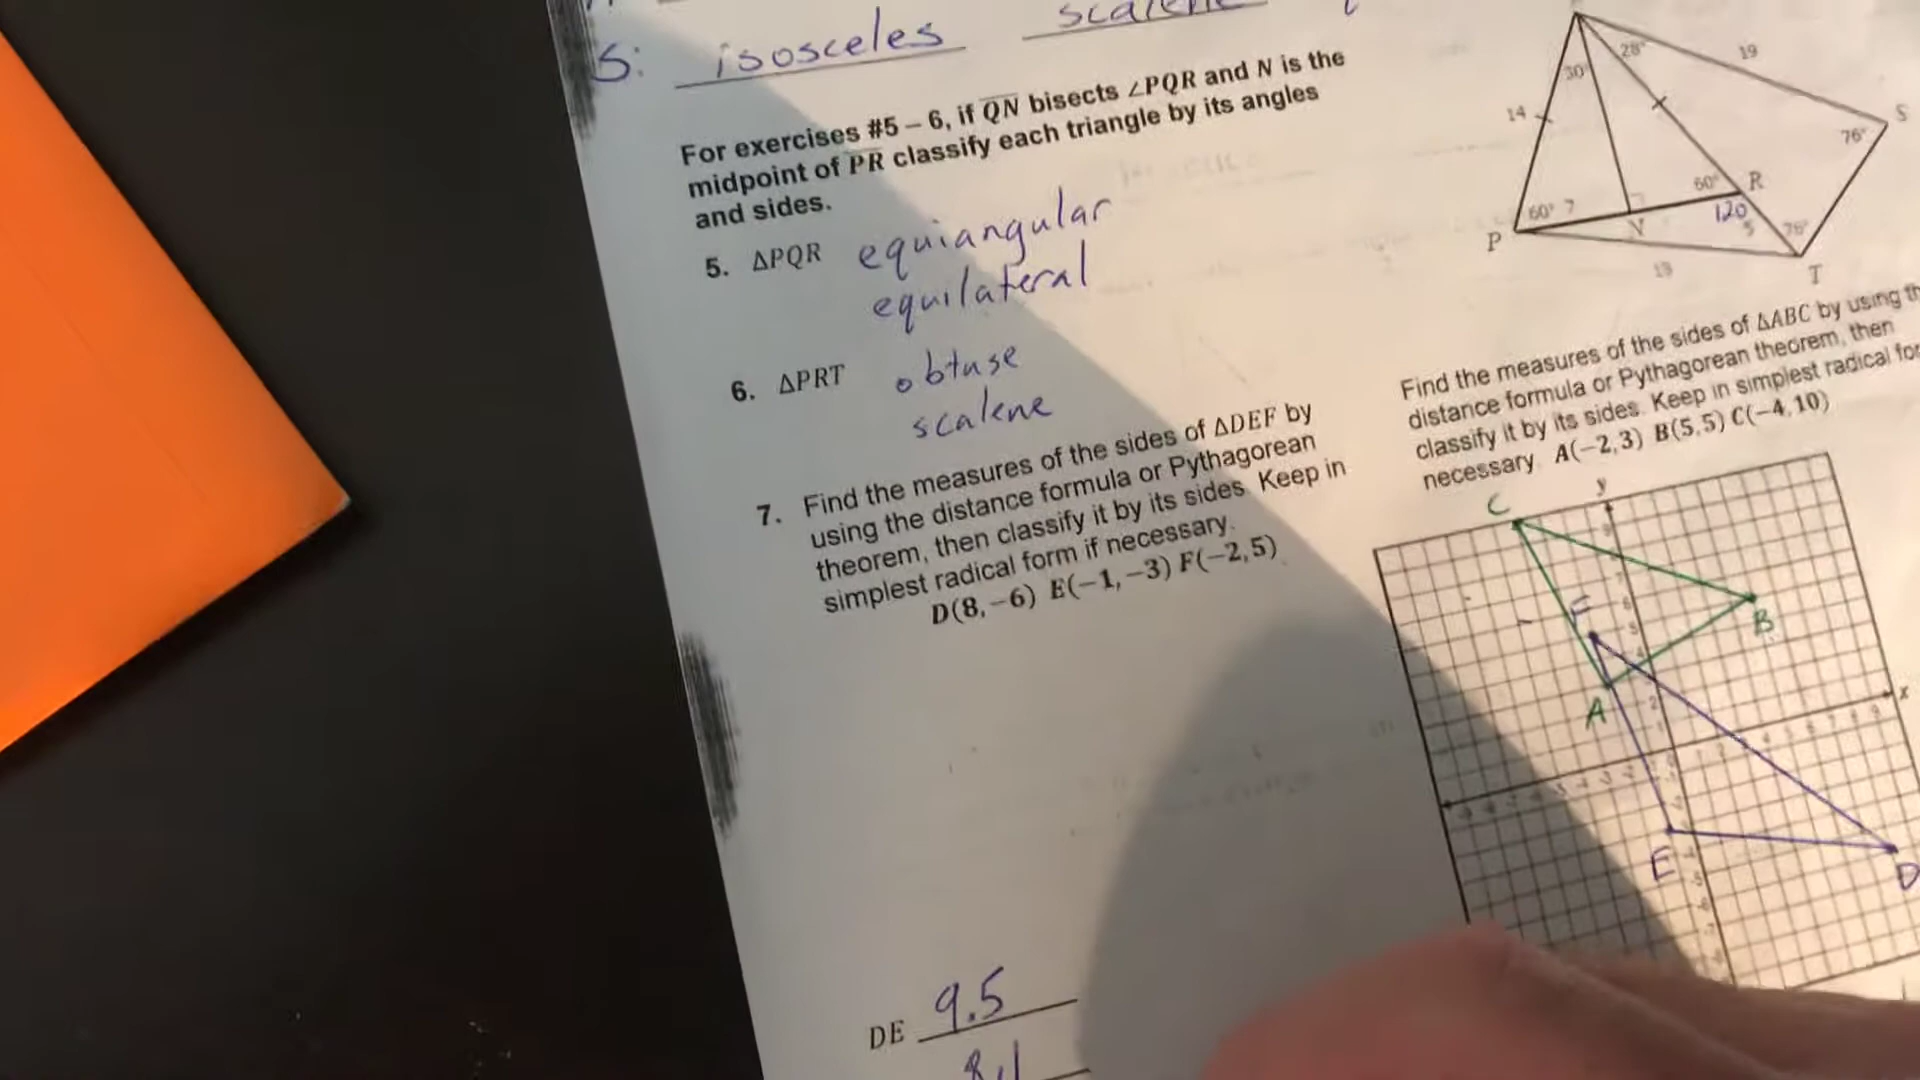 S: isosceles scalene
For exercises #5 – 6, if QN bisects ∠PQR and N is the
midpoint of PR classify each triangle by its angles
and sides.
5. ΔPQR equiangular
equilateral
6. ΔPRT obtuse
scalene
7. Find the measures of the sides of ΔDEF by
using the distance formula or Pythagorean
theorem, then classify it by its sides. Keep in
simplest radical form if necessary.
D(8,−6) E(−1,−3) F(−2,5)
DE 9.5
8.1
28°
19
30°
14
S
76°
60°
R
60° 7
120
5
76°
P
N
19
T
Find the measures of the sides of ΔABC by using
distance formula or Pythagorean theorem, then
classify it by its sides. Keep in simplest radical
necessary. A(−2,3) B(5,5) C(−4,10)
C
y
F
B
A
x
E
D